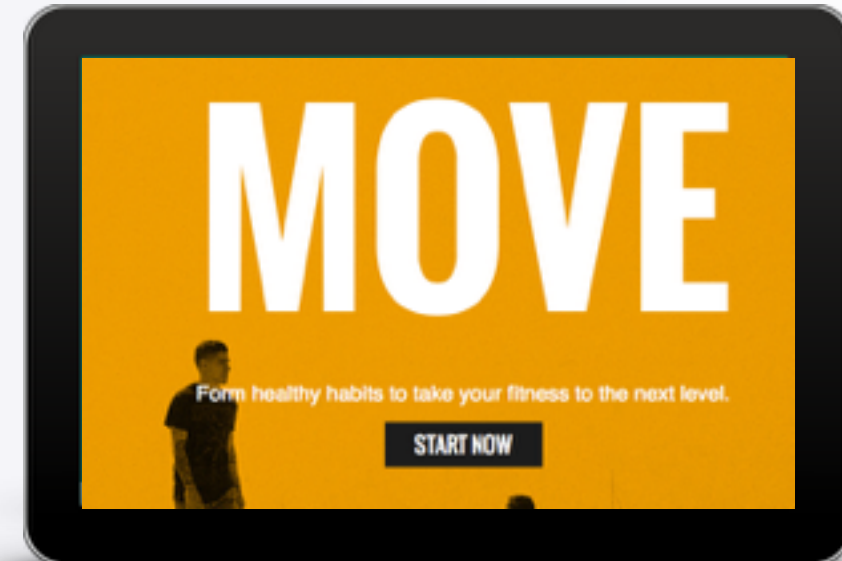 MOVE
Form healthy habits to take your fitness to the next level.
START NOW